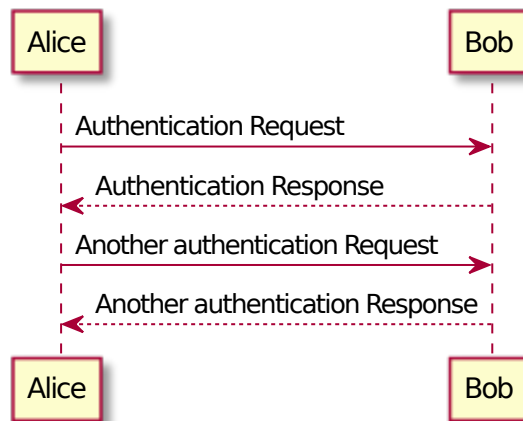 Alice Bob
Authentication Request
Authentication Response
Another authentication Request
Another authentication Response
Alice Bob